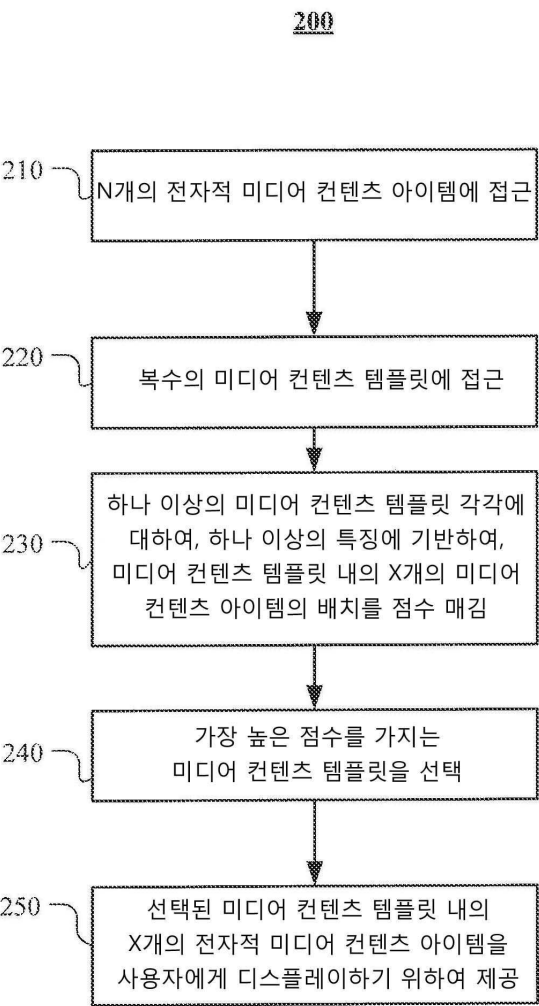 200
210
N개의 전자적 미디어 컨텐츠 아이템에 접근
220
복수의 미디어 컨텐츠 템플릿에 접근
230
하나 이상의 미디어 컨텐츠 템플릿 각각에
대하여, 하나 이상의 특징에 기반하여,
미디어 컨텐츠 템플릿 내의 X개의 미디어
컨텐츠 아이템의 배치를 점수 매김
240
가장 높은 점수를 가지는
미디어 컨텐츠 템플릿을 선택
250
선택된 미디어 컨텐츠 템플릿 내의
X개의 전자적 미디어 컨텐츠 아이템을
사용자에게 디스플레이하기 위하여 제공